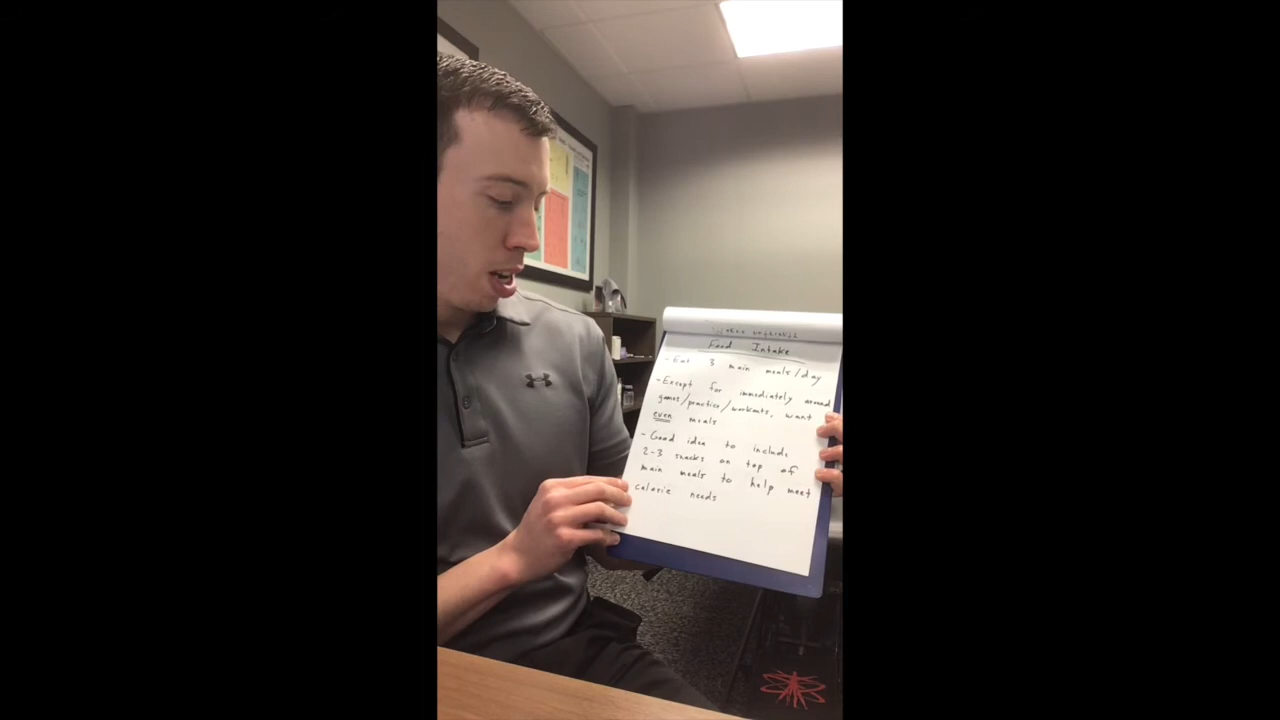 Food Intake
- Eat 3 main meals/day
- Except for immediately around
games/practice/workouts, want
even meals
- Good idea to include
2-3 snacks on top of
main meals to help meet
calorie needs